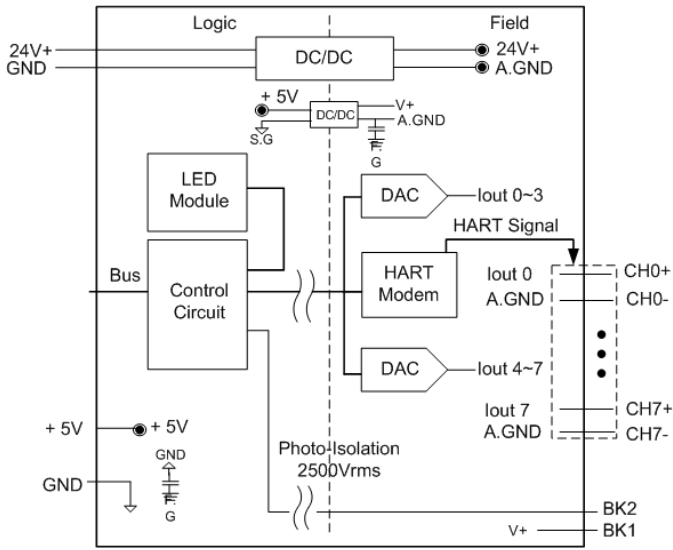 Logic
Field
24V+
GND
DC/DC
24V+
A.GND
+ 5V
S.G
DC/DC
V+
A.GND
F.
G
LED
Module
DAC
Iout 0~3
HART Signal
Bus
Control
Circuit
HART
Modem
Iout 0
CH0+
A.GND
CH0-
DAC
Iout 4~7
Iout 7
CH7+
A.GND
CH7-
+ 5V
+ 5V
GND
F.
G
GND
Photo-Isolation
2500Vrms
BK2
V+
BK1